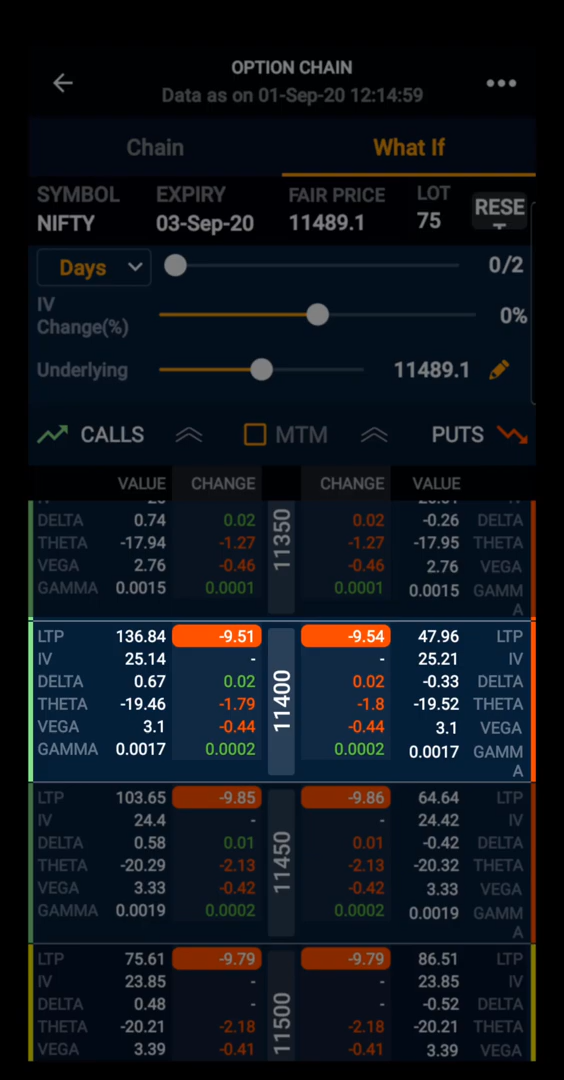 OPTION CHAIN
Data as on 01-Sep-20 12:14:59
Chain What If
SYMBOL EXPIRY FAIR PRICE LOT
NIFTY 03-Sep-20 11489.1 75 RESE
Days 0/2
IV
Change(%) 0%
Underlying 11489.1
CALLS MTM PUTS
VALUE CHANGE CHANGE VALUE
11350
DELTA 0.74 0.02 0.02 -0.26 DELTA
THETA -17.94 -1.27 -1.27 -17.95 THETA
VEGA 2.76 -0.46 -0.46 2.76 VEGA
GAMMA 0.0015 0.0001 0.0001 0.0015 GAMM
A
11400
LTP 136.84 -9.51 -9.54 47.96 LTP
IV 25.14 - - 25.21 IV
DELTA 0.67 0.02 0.02 -0.33 DELTA
THETA -19.46 -1.79 -1.8 -19.52 THETA
VEGA 3.1 -0.44 -0.44 3.1 VEGA
GAMMA 0.0017 0.0002 0.0002 0.0017 GAMM
A
11450
LTP 103.65 -9.85 -9.86 64.64 LTP
IV 24.4 - - 24.42 IV
DELTA 0.58 0.01 0.01 -0.42 DELTA
THETA -20.29 -2.13 -2.13 -20.32 THETA
VEGA 3.33 -0.42 -0.42 3.33 VEGA
GAMMA 0.0019 0.0002 0.0002 0.0019 GAMM
A
11500
LTP 75.61 -9.79 -9.79 86.51 LTP
IV 23.85 - - 23.85 IV
DELTA 0.48 - - -0.52 DELTA
THETA -20.21 -2.18 -2.18 -20.21 THETA
VEGA 3.39 -0.41 -0.41 3.39 VEGA